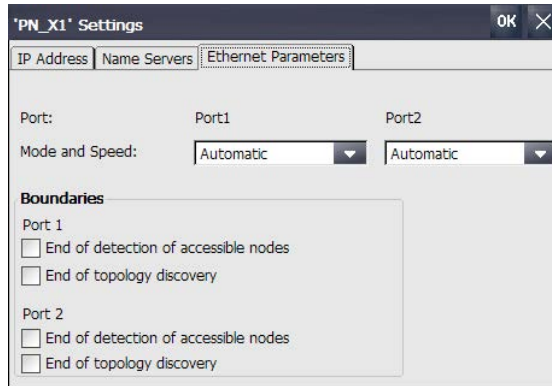 'PN_X1' Settings OK
IP Address Name Servers Ethernet Parameters
Port: Port1 Port2
Mode and Speed: Automatic Automatic
Boundaries
Port 1
End of detection of accessible nodes
End of topology discovery
Port 2
End of detection of accessible nodes
End of topology discovery